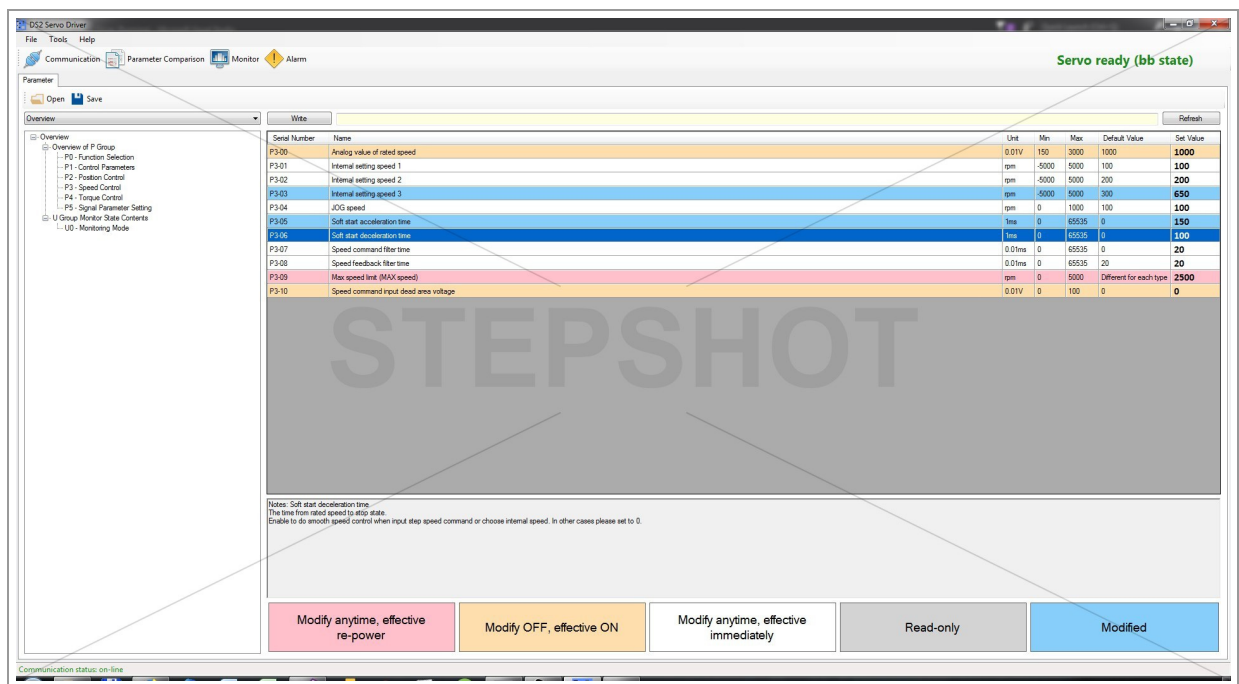 DS2 Servo Driver
File Tools Help
Communication Parameter Comparison Monitor Alarm
Servo ready (bb state)
Parameter
Open Save
Overview Write Refresh
Overview
Overview of P Group
P0 - Function Selection
P1 - Control Parameters
P2 - Position Control
P3 - Speed Control
P4 - Torque Control
P5 - Signal Parameter Setting
U Group Monitor State Contents
U0 - Monitoring Mode
Serial Number Name Unit Min Max Default Value Set Value
P3-00 Analog value of rated speed 0.01V 150 3000 1000 1000
P3-01 Internal setting speed 1 rpm -5000 5000 100 100
P3-02 Internal setting speed 2 rpm -5000 5000 200 200
P3-03 Internal setting speed 3 rpm -5000 5000 300 650
P3-04 JOG speed rpm 0 1000 100 100
P3-05 Soft start acceleration time 1ms 0 65535 0 150
P3-06 Soft start deceleration time 1ms 0 65535 0 100
P3-07 Speed command filter time 0.01ms 0 65535 0 20
P3-08 Speed feedback filter time 0.01ms 0 65535 20 20
P3-09 Max speed limit (MAX speed) rpm 0 5000 Different for each type 2500
P3-10 Speed command input dead area voltage 0.01V 0 100 0 0
STEPSHOT
Notes: Soft start deceleration time
The time from rated speed to stop state.
Enable to do smooth speed control when input step speed command or choose internal speed. In other cases please set to 0.
Modify anytime, effective
re-power
Modify OFF, effective ON
Modify anytime, effective
immediately
Read-only
Modified
Communication status: on-line